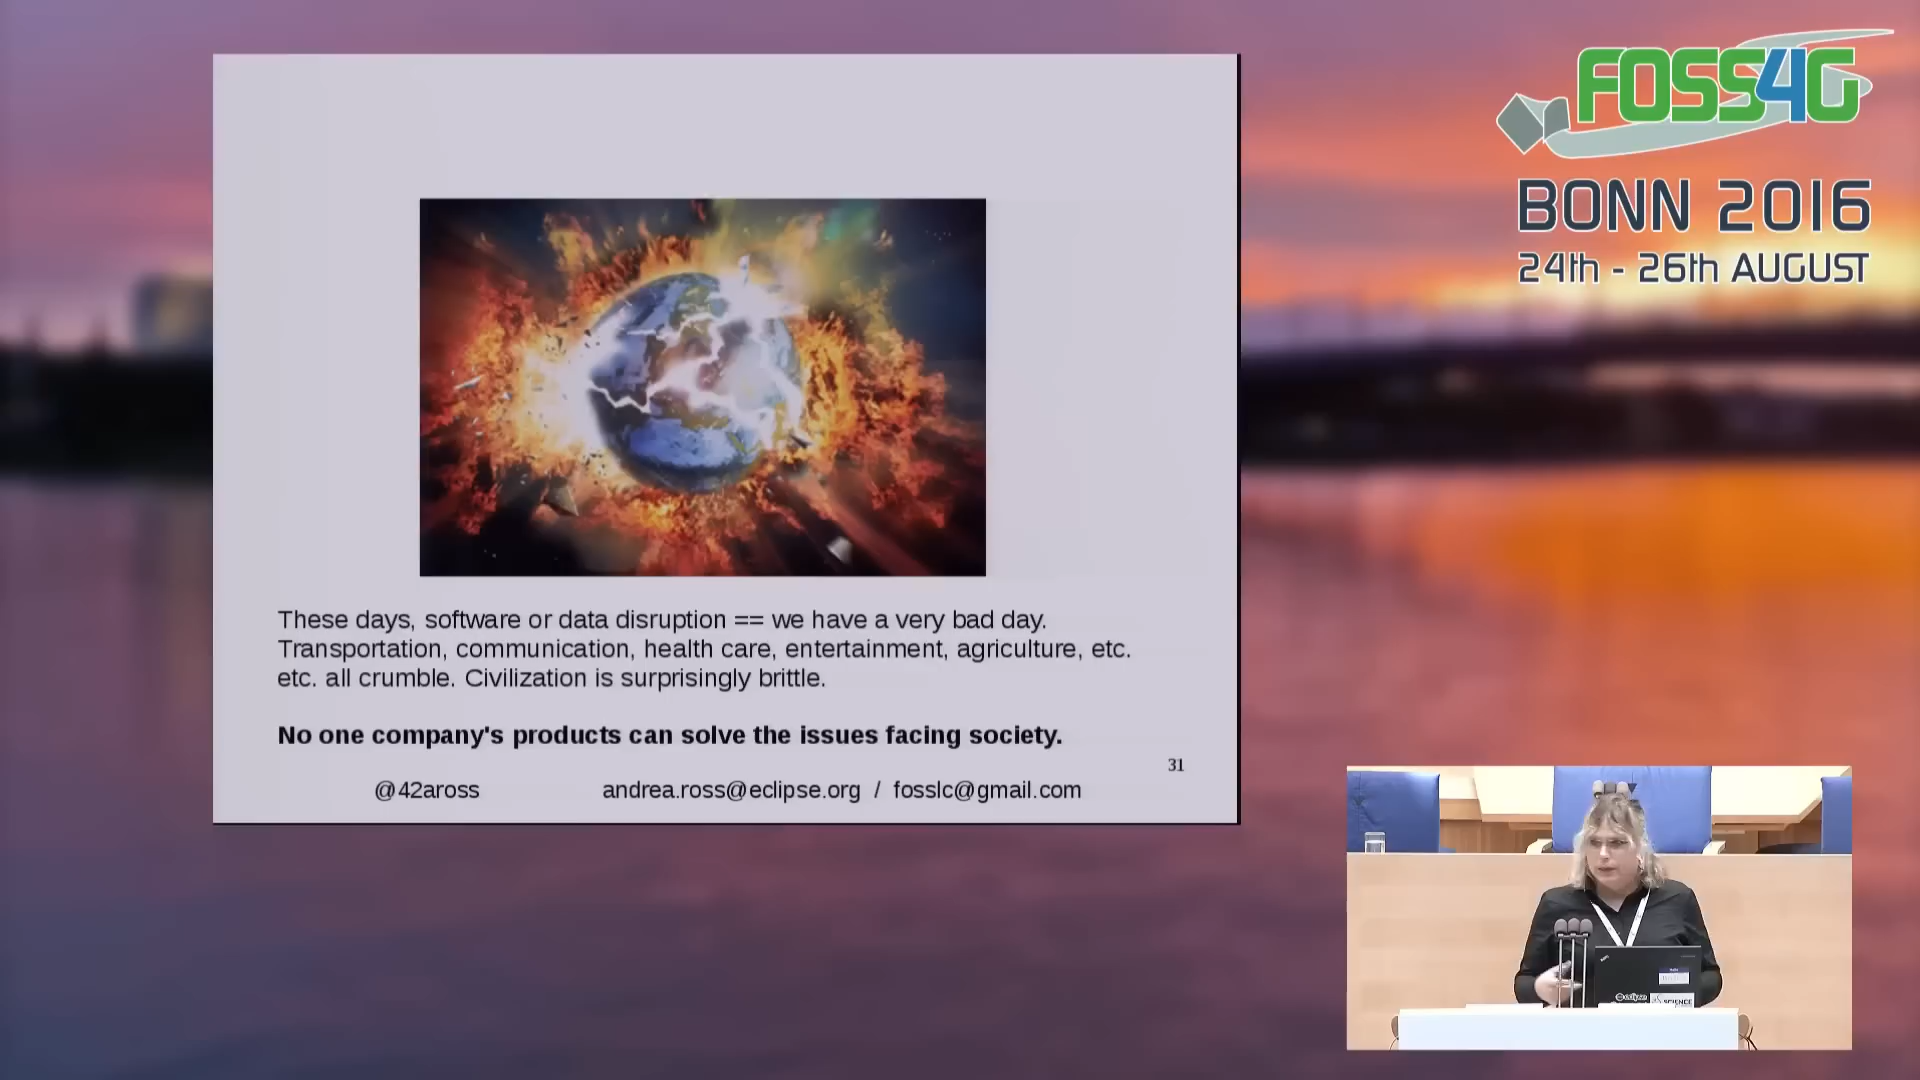 FOSS4G
BONN 2016
24th - 26th AUGUST
These days, software or data disruption == we have a very bad day.
Transportation, communication, health care, entertainment, agriculture, etc.
etc. all crumble. Civilization is surprisingly brittle.
No one company's products can solve the issues facing society.
31
@42aross andrea.ross@eclipse.org / fosslc@gmail.com
eclipse
SCIENCE